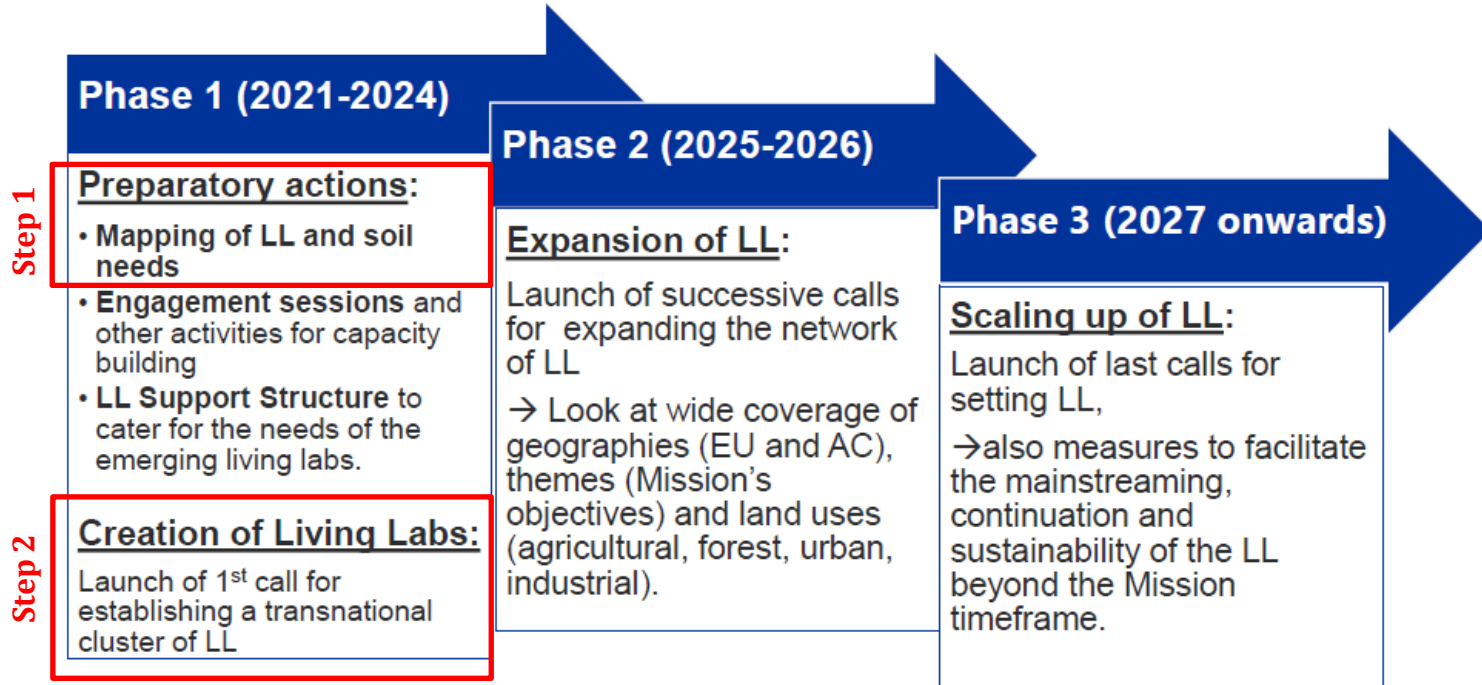 Phase 1 (2021-2024)
Step 1
Preparatory actions:
• Mapping of LL and soil
needs
• Engagement sessions and
other activities for capacity
building
• LL Support Structure to
cater for the needs of the
emerging living labs.
Step 2
Creation of Living Labs:
Launch of 1st call for
establishing a transnational
cluster of LL
Phase 2 (2025-2026)
Expansion of LL:
Launch of successive calls
for expanding the network
of LL
→ Look at wide coverage of
geographies (EU and AC),
themes (Mission's
objectives) and land uses
(agricultural, forest, urban,
industrial).
Phase 3 (2027 onwards)
Scaling up of LL:
Launch of last calls for
setting LL,
→also measures to facilitate
the mainstreaming,
continuation and
sustainability of the LL
beyond the Mission
timeframe.